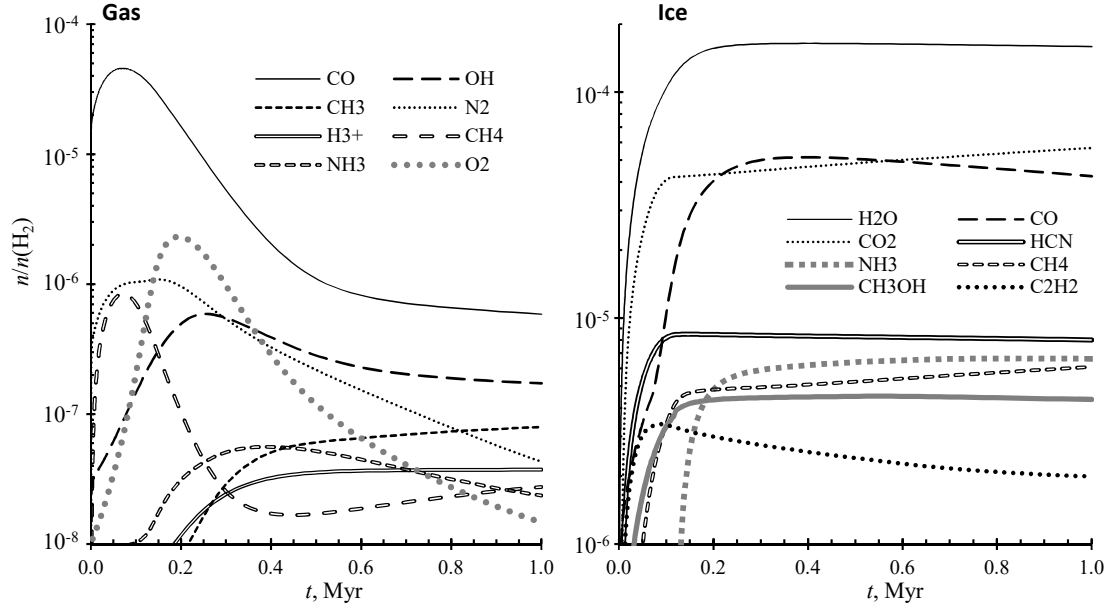 Gas
10⁻⁴
10⁻⁵
10⁻⁶
10⁻⁷
10⁻⁸
n/n(H₂)
CO
OH
CH3
N2
H3+
CH4
NH3
O2
0.0 0.2 0.4 0.6 0.8 1.0
t, Myr
Ice
10⁻⁴
10⁻⁵
10⁻⁶
H2O
CO
CO2
HCN
NH3
CH4
CH3OH
C2H2
0.0 0.2 0.4 0.6 0.8 1.0
t, Myr